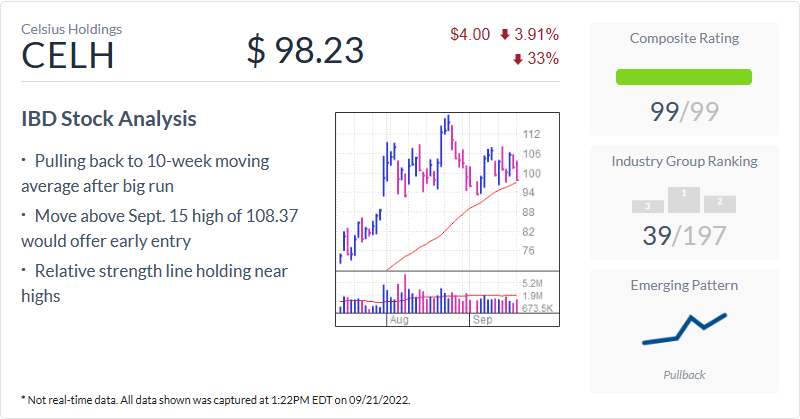 Celsius Holdings
CELH
$ 98.23
$4.00 3.91%
33%
IBD Stock Analysis
· Pulling back to 10-week moving
average after big run
· Move above Sept. 15 high of 108.37
would offer early entry
· Relative strength line holding near
highs
112
106
100
94
88
82
76
5.2M
1.9M
673.5K
Aug
Sep
Composite Rating
99/99
Industry Group Ranking
3
1
2
39/197
Emerging Pattern
Pullback
* Not real-time data. All data shown was captured at 1:22PM EDT on 09/21/2022.